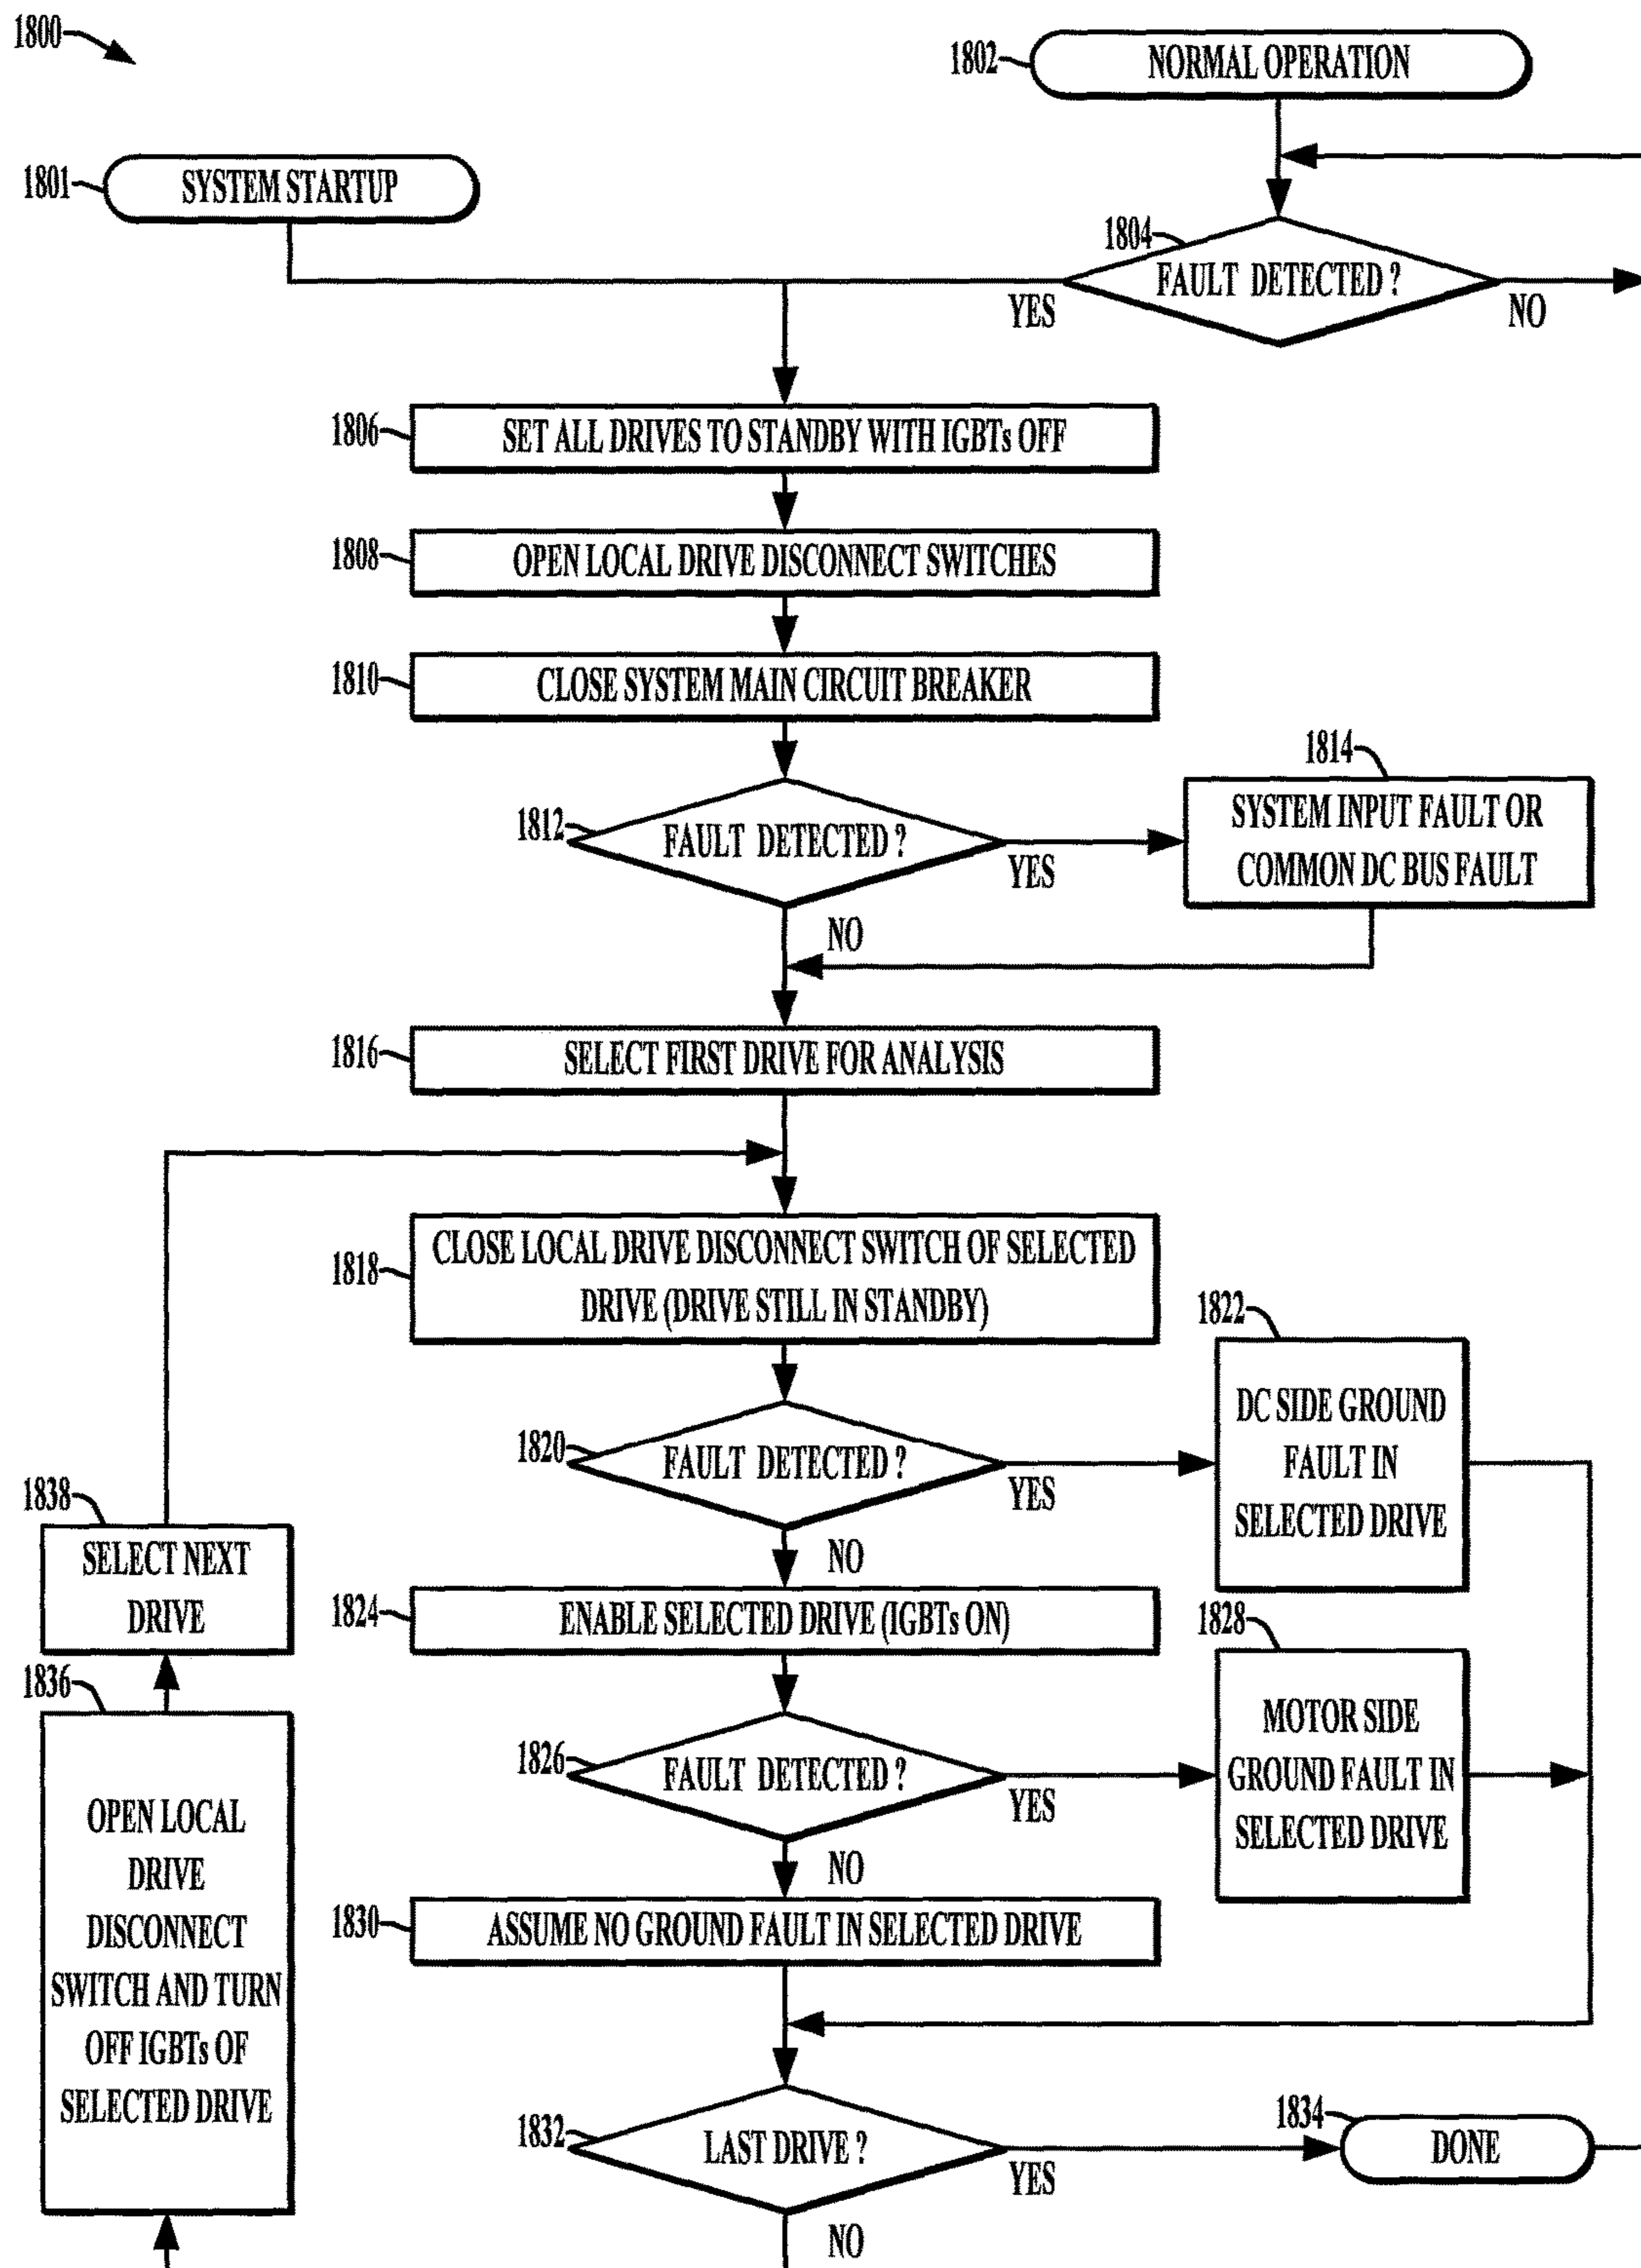 1800
1802
NORMAL OPERATION
1801
SYSTEM STARTUP
1804
FAULT DETECTED ?
YES
NO
1806
SET ALL DRIVES TO STANDBY WITH IGBTs OFF
1808
OPEN LOCAL DRIVE DISCONNECT SWITCHES
1810
CLOSE SYSTEM MAIN CIRCUIT BREAKER
1812
FAULT DETECTED ?
YES
NO
1814
SYSTEM INPUT FAULT OR
COMMON DC BUS FAULT
1816
SELECT FIRST DRIVE FOR ANALYSIS
1818
CLOSE LOCAL DRIVE DISCONNECT SWITCH OF SELECTED
DRIVE (DRIVE STILL IN STANDBY)
1820
FAULT DETECTED ?
YES
NO
1822
DC SIDE GROUND
FAULT IN
SELECTED DRIVE
1824
ENABLE SELECTED DRIVE (IGBTs ON)
1826
FAULT DETECTED ?
YES
NO
1828
MOTOR SIDE
GROUND FAULT IN
SELECTED DRIVE
1830
ASSUME NO GROUND FAULT IN SELECTED DRIVE
1832
LAST DRIVE ?
YES
NO
1834
DONE
1836
OPEN LOCAL
DRIVE
DISCONNECT
SWITCH AND TURN
OFF IGBTs OF
SELECTED DRIVE
1838
SELECT NEXT
DRIVE